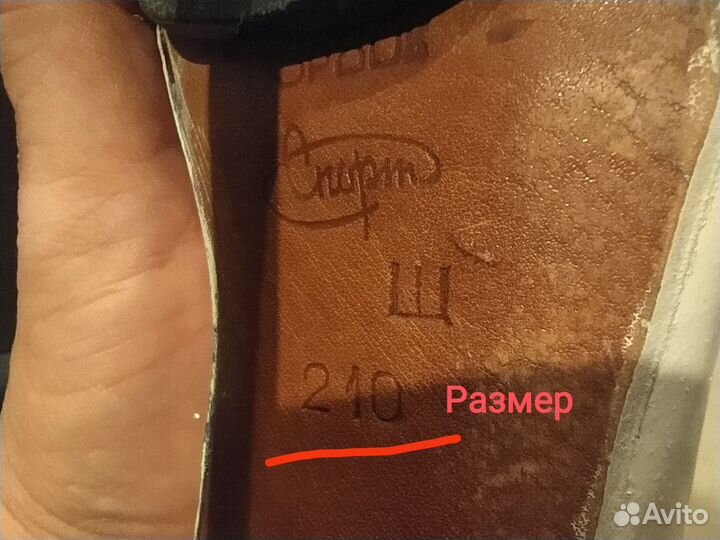 Спорт
Ш
210
Размер
Avito